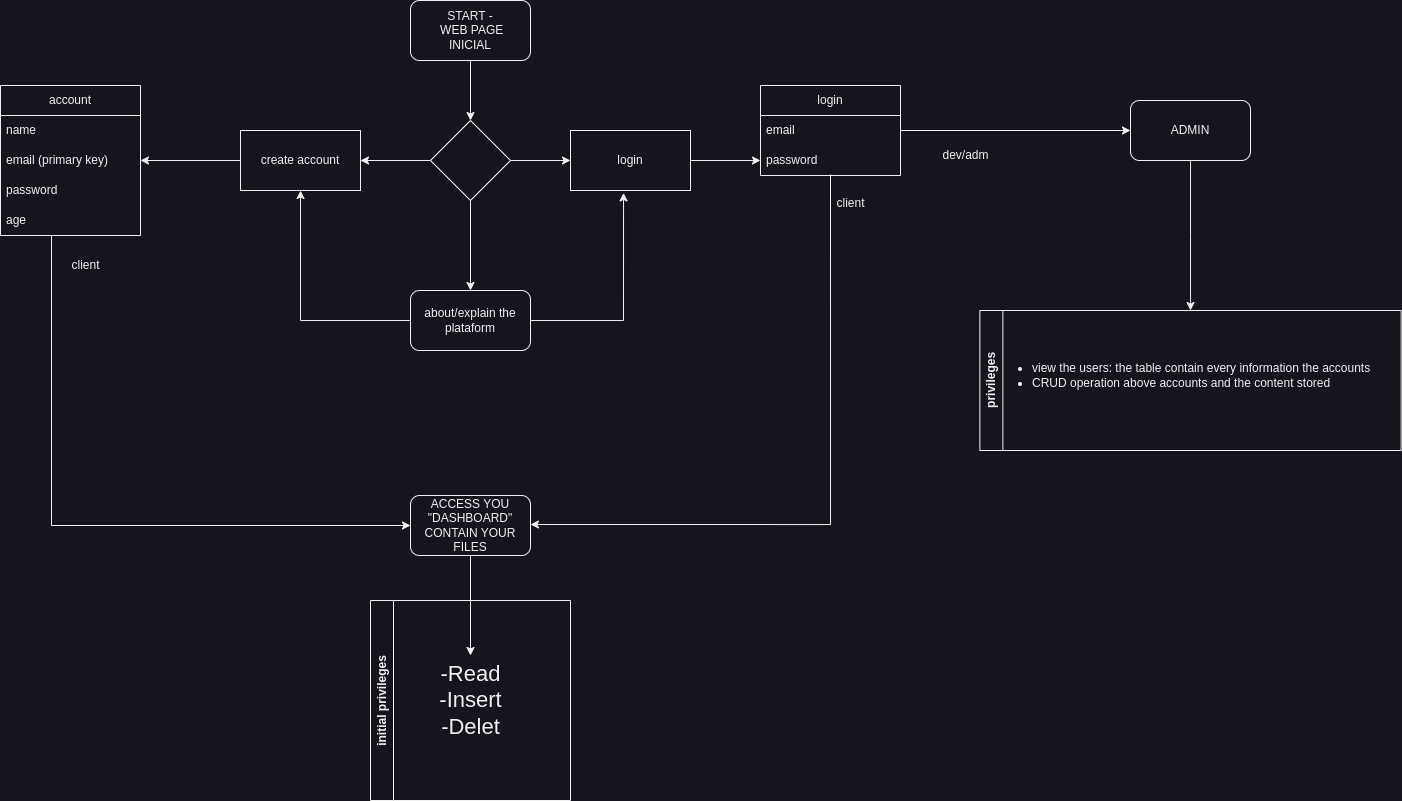 START -
WEB PAGE
INICIAL
account
name
email (primary key)
password
age
create account
login
login
email
password
ADMIN
dev/adm
client
client
about/explain the
plataform
privileges
view the users: the table contain every information the accounts
CRUD operation above accounts and the content stored
ACCESS YOU
"DASHBOARD"
CONTAIN YOUR
FILES
initial privileges
-Read
-Insert
-Delet